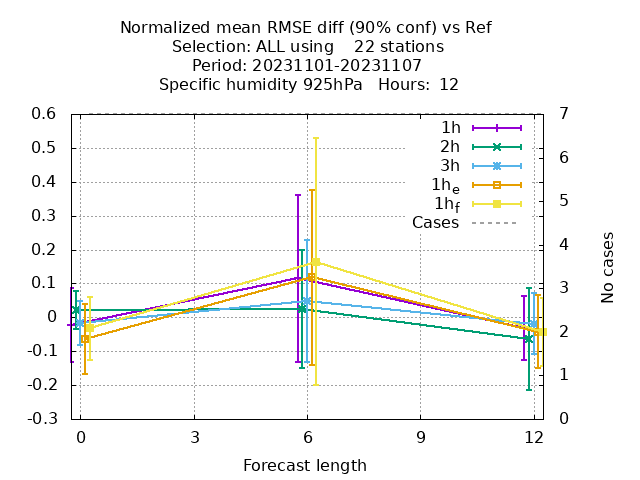 Normalized mean RMSE diff (90% conf) vs Ref
Selection: ALL using    22 stations
Period: 20231101-20231107
Specific humidity 925hPa   Hours:  12
0.6
0.5
0.4
0.3
0.2
0.1
0
-0.1
-0.2
-0.3
7
6
5
4
3
2
1
0
No cases
1h
2h
3h
1he
1hf
Cases
0 3 6 9 12
Forecast length